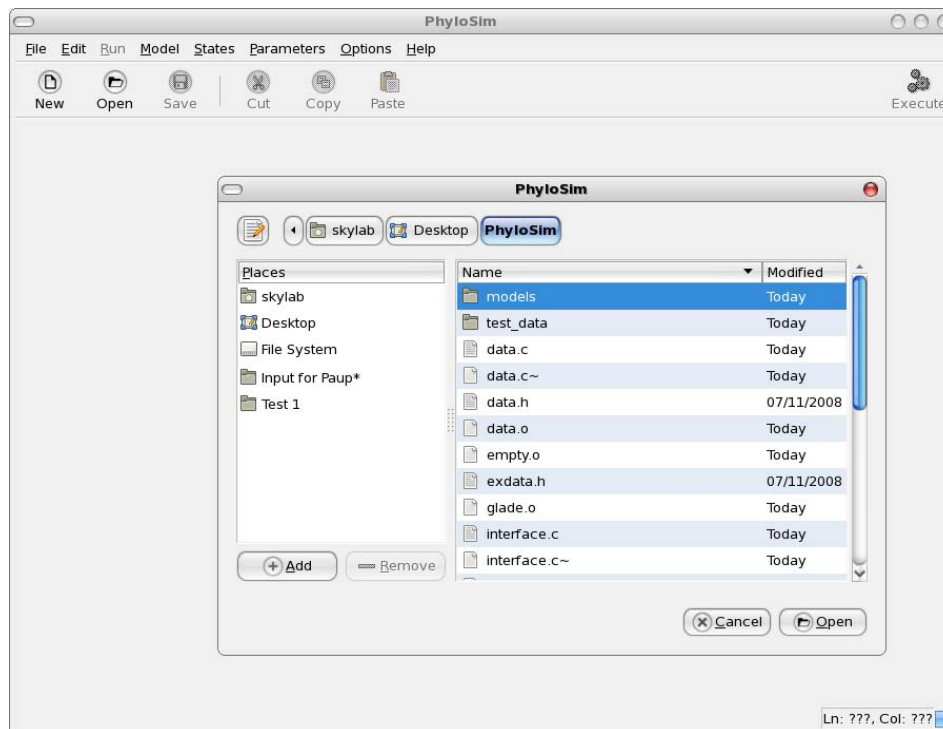 PhyloSim
File Edit Run Model States Parameters Options Help
New Open Save Cut Copy Paste Execute
PhyloSim
skylab Desktop PhyloSim
Places Name Modified
skylab models Today
Desktop test_data Today
File System data.c Today
Input for Paup* data.c~ Today
Test 1 data.h 07/11/2008
data.o Today
empty.o Today
exdata.h 07/11/2008
glade.o Today
interface.c Today
Add Remove interface.c~ Today
Cancel Open
Ln: ???, Col: ???